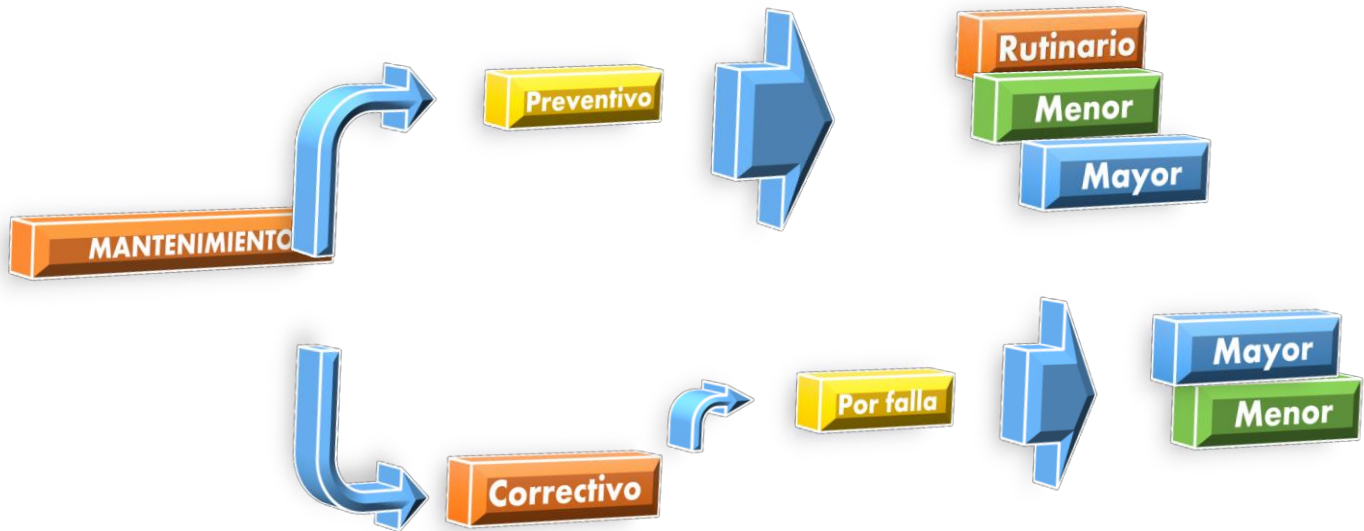 Rutinario
Preventivo
Menor
Mayor
MANTENIMIENTO
Mayor
Por falla
Menor
Correctivo